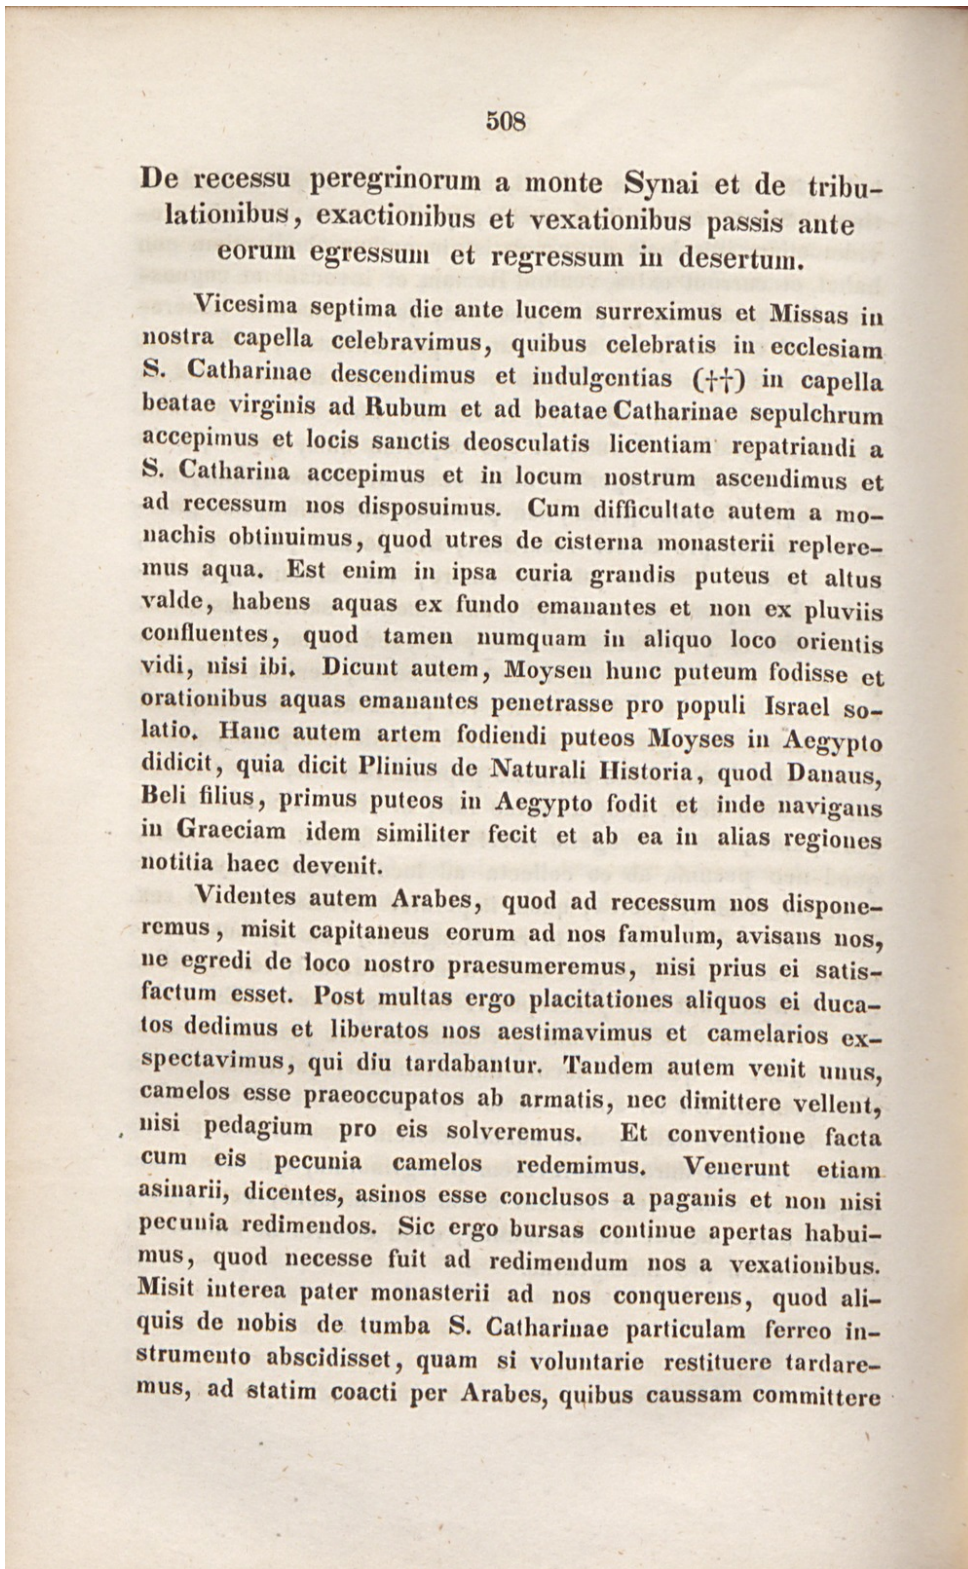 508
De recessu peregrinorum a monte Synai et de tribu-
lationibus, exactionibus et vexationibus passis ante
eorum egressum et regressum in desertum.
Vicesima septima die ante lucem surreximus et Missas in
nostra capella celebravimus, quibus celebratis in ecclesiam
S. Catharinae descendimus et indulgentias (††) in capella
beatae virginis ad Rubum et ad beatae Catharinae sepulchrum
accepimus et locis sanctis deosculatis licentiam repatriandi a
S. Catharina accepimus et in locum nostrum ascendimus et
ad recessum nos disposuimus. Cum difficultate autem a mo-
nachis obtinuimus, quod utres de cisterna monasterii replere-
mus aqua. Est enim in ipsa curia grandis puteus et altus
valde, habens aquas ex fundo emanantes et non ex pluviis
confluentes, quod tamen numquam in aliquo loco orientis
vidi, nisi ibi. Dicunt autem, Moysen hunc puteum fodisse et
orationibus aquas emanantes penetrasse pro populi Israel so-
latio. Hanc autem artem fodiendi puteos Moyses in Aegypto
didicit, quia dicit Plinius de Naturali Historia, quod Danaus,
Beli filius, primus puteos in Aegypto fodit et inde navigans
in Graeciam idem similiter fecit et ab ea in alias regiones
notitia haec devenit.
Videntes autem Arabes, quod ad recessum nos dispone-
remus, misit capitaneus eorum ad nos famulum, avisans nos,
ne egredi de loco nostro praesumeremus, nisi prius ei satis-
factum esset. Post multas ergo placitationes aliquos ei duca-
tos dedimus et liberatos nos aestimavimus et camelarios ex-
spectavimus, qui diu tardabantur. Tandem autem venit unus,
camelos esse praeoccupatos ab armatis, nec dimittere vellent,
nisi pedagium pro eis solveremus. Et conventione facta
cum eis pecunia camelos redemimus. Venerunt etiam
asinarii, dicentes, asinos esse conclusos a paganis et non nisi
pecunia redimendos. Sic ergo bursas continue apertas habui-
mus, quod necesse fuit ad redimendum nos a vexationibus.
Misit interea pater monasterii ad nos conquerens, quod ali-
quis de nobis de tumba S. Catharinae particulam ferreo in-
strumento abscidisset, quam si voluntarie restituere tardare-
mus, ad statim coacti per Arabes, quibus caussam committere